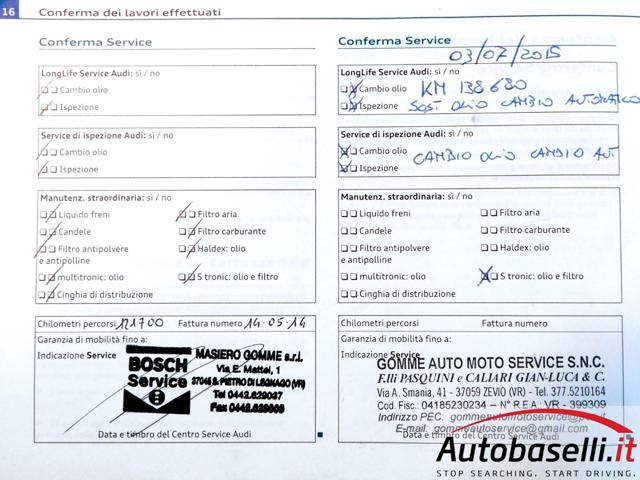 16 Conferma dei lavori effettuati
Conferma Service
LongLife Service Audi: sì / no
Cambio olio
Ispezione
Service di ispezione Audi: sì / no
Cambio olio
Ispezione
Manutenz. straordinaria: sì / no
Liquido freni Filtro aria
Candele Filtro carburante
Filtro antipolvere e antipolline Haldex: olio
multitronic: olio S tronic: olio e filtro
Cinghia di distribuzione
Chilometri percorsi 121700 Fattura numero 14.05.14
Garanzia di mobilità fino a:
Indicazione Service
BOSCH Service
MASIERO GOMME s.r.l.
Via E. Mattei, 1
37048 S. PIETRO DI LEGNAGO (VR)
Tel 0442.629037
Fax 0442.629069
Data e timbro del Centro Service Audi
Conferma Service
03/07/2015
LongLife Service Audi: sì / no
Cambio olio KM 138680
Ispezione SOST. OLIO CAMBIO AUTOMATICO
Service di ispezione Audi: sì / no
Cambio olio CAMBIO OLIO CAMBIO AUT.
Ispezione
Manutenz. straordinaria: sì / no
Liquido freni Filtro aria
Candele Filtro carburante
Filtro antipolvere e antipolline Haldex: olio
multitronic: olio S tronic: olio e filtro
Cinghia di distribuzione
Chilometri percorsi Fattura numero
Garanzia di mobilità fino a:
Indicazione Service
GOMME AUTO MOTO SERVICE S.N.C.
F.lli PASQUINI e CALIARI GIAN-LUCA & C.
Via A. Smania, 41 - 37059 ZEVIO (VR) - Tel. 377.5210164
Cod. Fisc.: 04185230234 - N° R E A : VR - 399309
Indirizzo PEC: gommeautomotoservice@pec.it
E-mail: gommeautoservice@gmail.com
Data e timbro del Centro Service Audi
Autobaselli.it
STOP SEARCHING. START DRIVING.